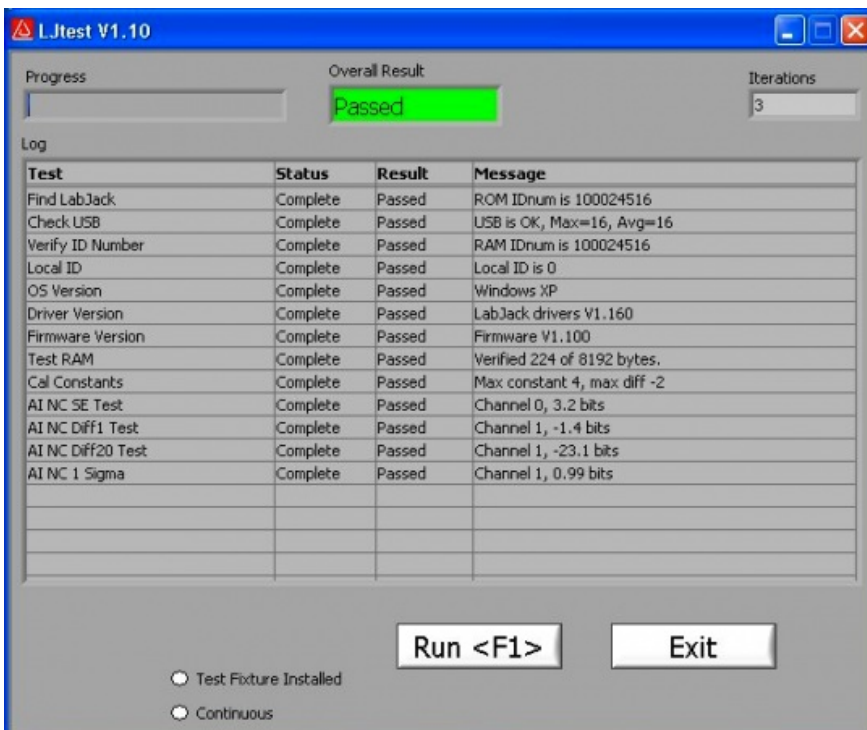 LJtest V1.10
Progress
Overall Result
Iterations
Passed
3
Log
Test Status Result Message
Find LabJack Complete Passed ROM IDnum is 100024516
Check USB Complete Passed USB is OK, Max=16, Avg=16
Verify ID Number Complete Passed RAM IDnum is 100024516
Local ID Complete Passed Local ID is 0
OS Version Complete Passed Windows XP
Driver Version Complete Passed LabJack drivers V1.160
Firmware Version Complete Passed Firmware V1.100
Test RAM Complete Passed Verified 224 of 8192 bytes.
Cal Constants Complete Passed Max constant 4, max diff -2
AI NC SE Test Complete Passed Channel 0, 3.2 bits
AI NC Diff1 Test Complete Passed Channel 1, -1.4 bits
AI NC Diff20 Test Complete Passed Channel 1, -23.1 bits
AI NC 1 Sigma Complete Passed Channel 1, 0.99 bits
Run <F1> Exit
Test Fixture Installed
Continuous